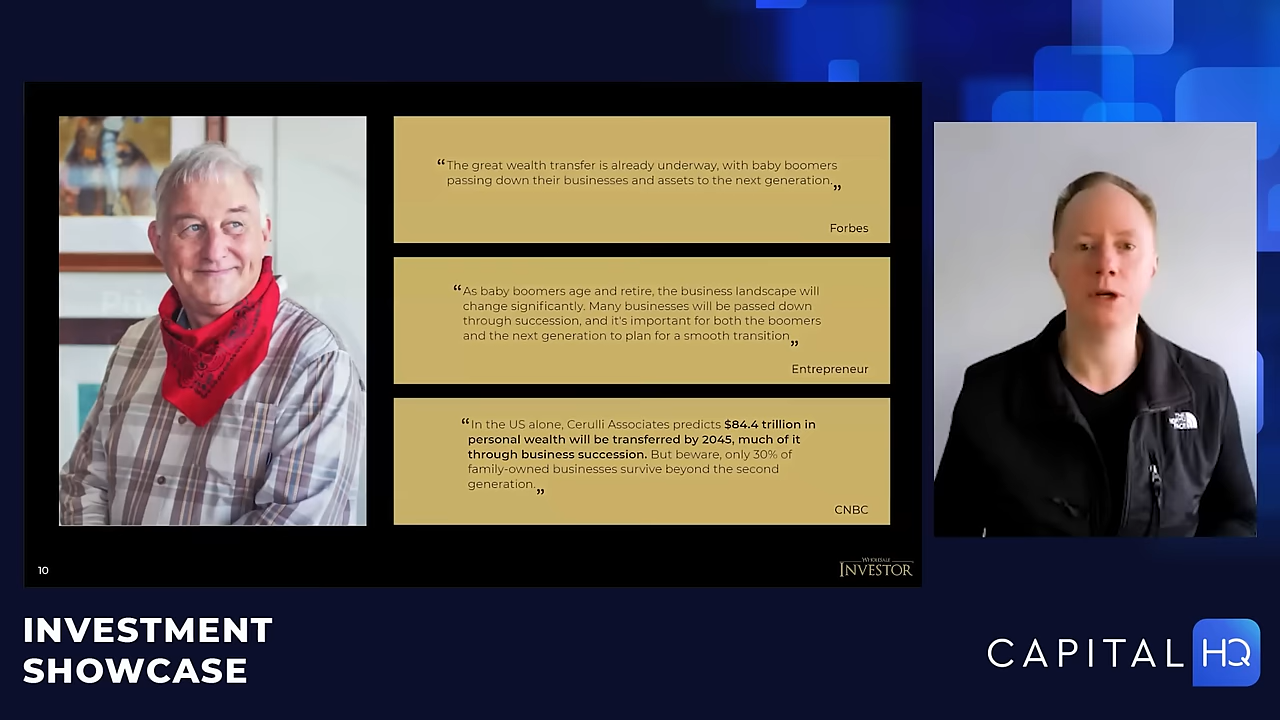 “The great wealth transfer is already underway, with baby boomers
passing down their businesses and assets to the next generation.”
Forbes
“As baby boomers age and retire, the business landscape will
change significantly. Many businesses will be passed down
through succession, and it's important for both the boomers
and the next generation to plan for a smooth transition”
Entrepreneur
“In the US alone, Cerulli Associates predicts $84.4 trillion in
personal wealth will be transferred by 2045, much of it
through business succession. But beware, only 30% of
family-owned businesses survive beyond the second
generation.”
CNBC
10
WHOLESALE
INVESTOR
THE
NORTH
FACE
INVESTMENT
SHOWCASE
CAPITAL HQ